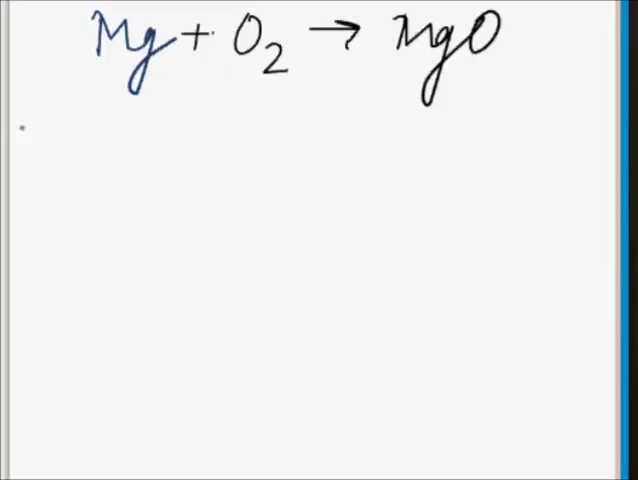 Mg + O₂ → MgO